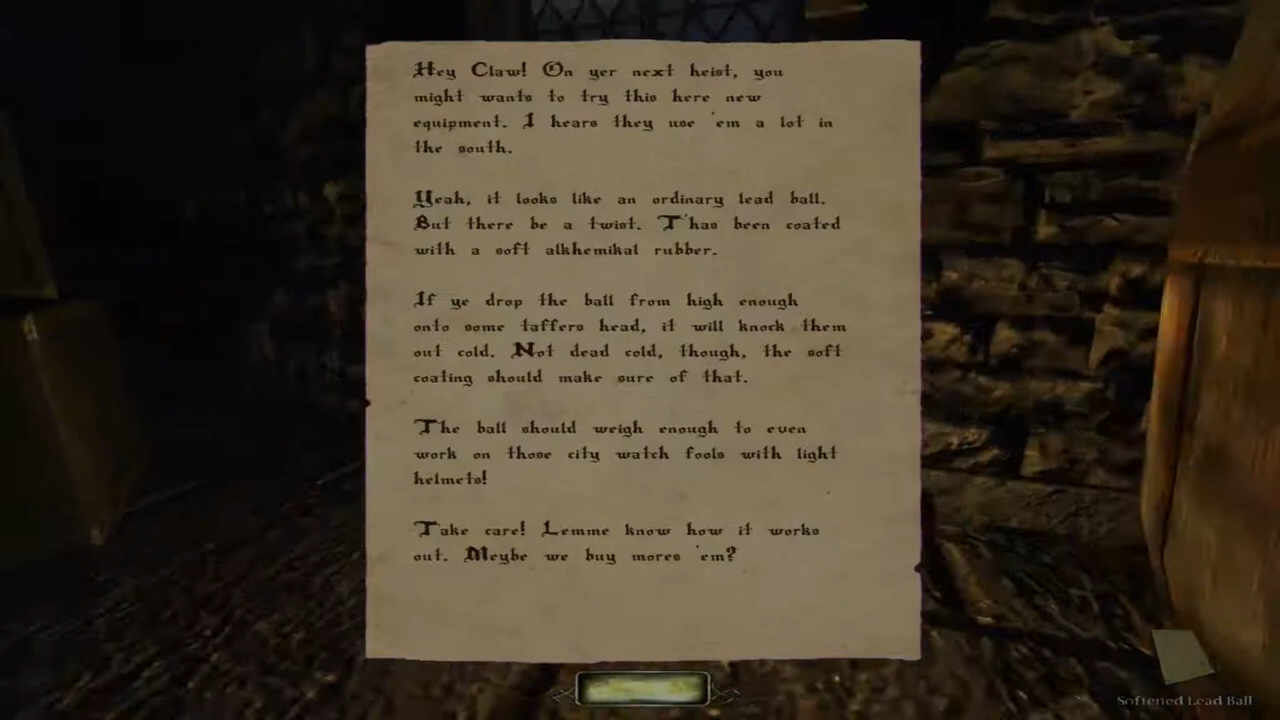 Hey Claw! On yer next heist, you
might wants to try this here new
equipment. I hears they use 'em a lot in
the south.
Yeah, it looks like an ordinary lead ball.
But there be a twist. T'has been coated
with a soft alkhemikal rubber.
If ye drop the ball from high enough
onto some taffers head, it will knock them
out cold. Not dead cold, though, the soft
coating should make sure of that.
The ball should weigh enough to even
work on those city watch fools with light
helmets!
Take care! Lemme know how it works
out. Meybe we buy mores 'em?
Softened Lead Ball